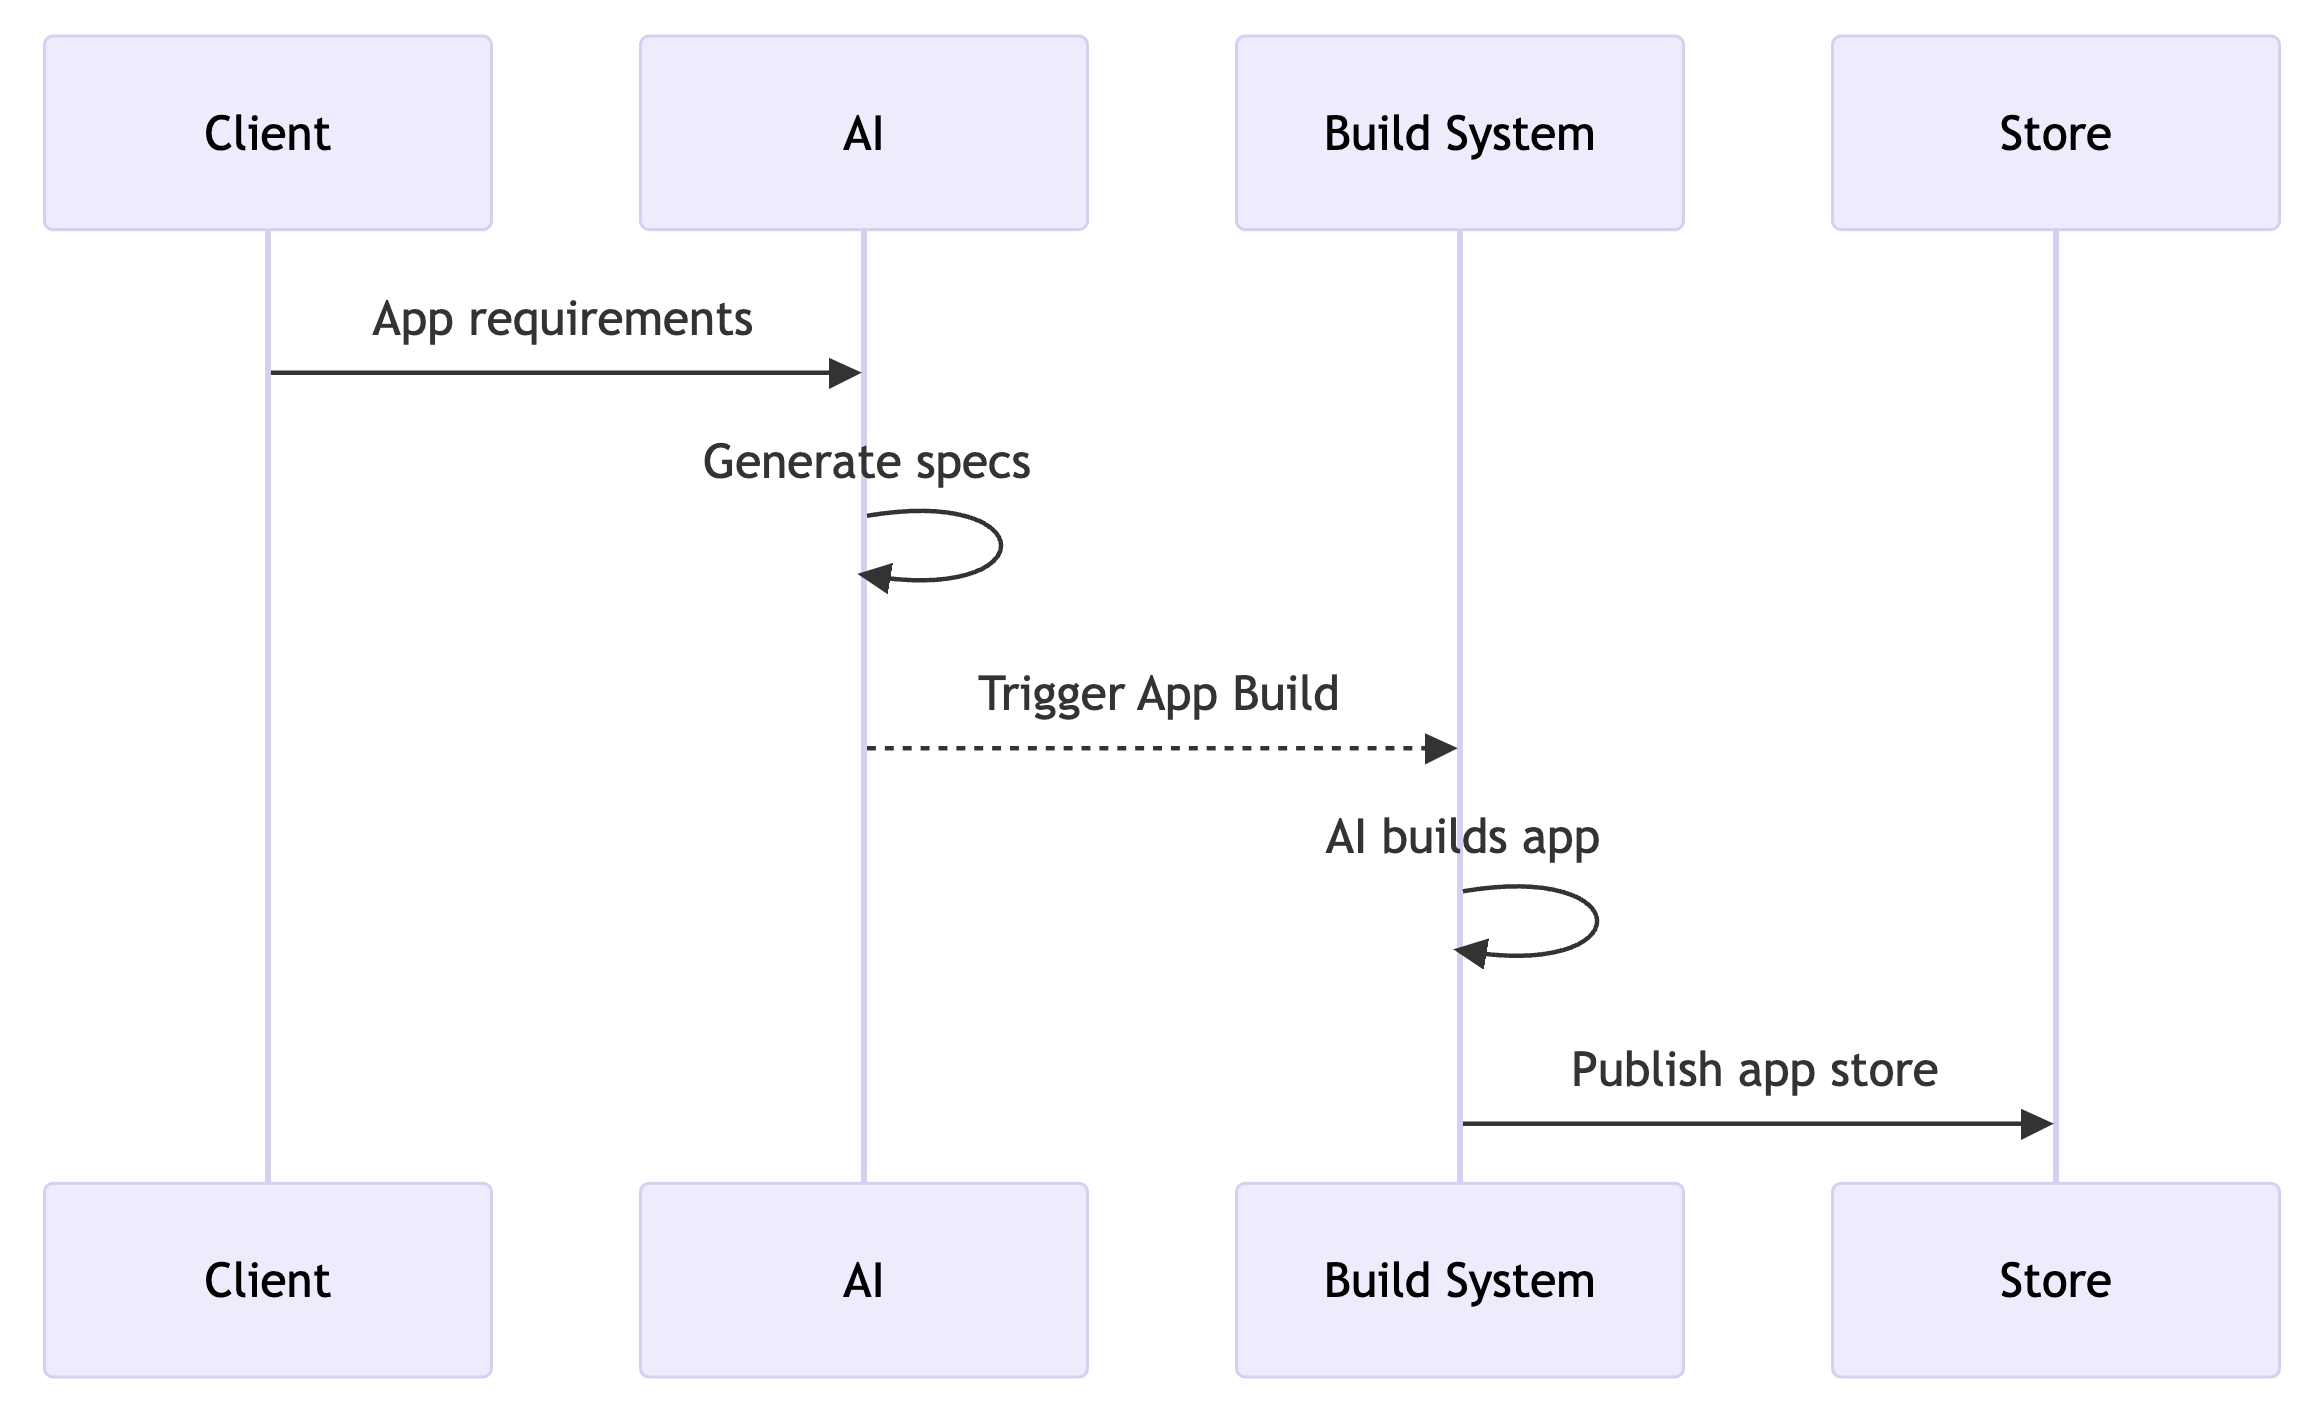 Client
AI
Build System
Store
App requirements
Generate specs
Trigger App Build
AI builds app
Publish app store
Client
AI
Build System
Store